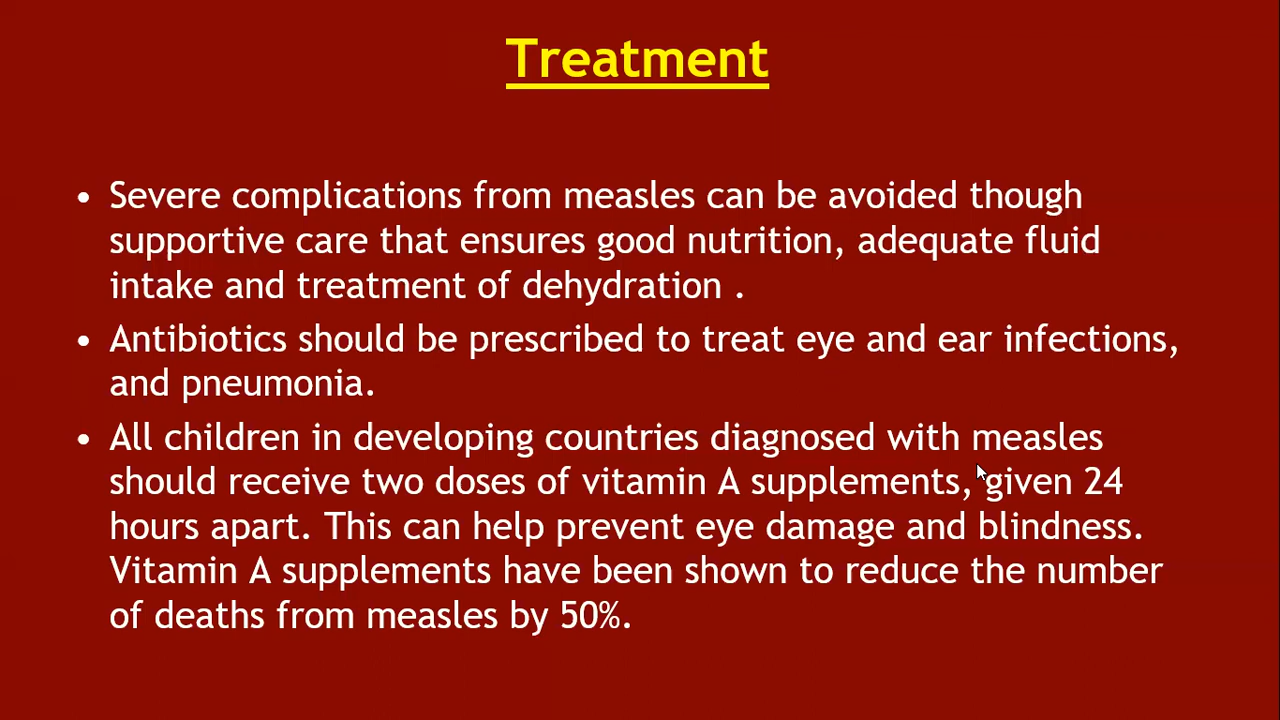 Treatment
• Severe complications from measles can be avoided though
supportive care that ensures good nutrition, adequate fluid
intake and treatment of dehydration .
• Antibiotics should be prescribed to treat eye and ear infections,
and pneumonia.
• All children in developing countries diagnosed with measles
should receive two doses of vitamin A supplements, given 24
hours apart. This can help prevent eye damage and blindness.
Vitamin A supplements have been shown to reduce the number
of deaths from measles by 50%.